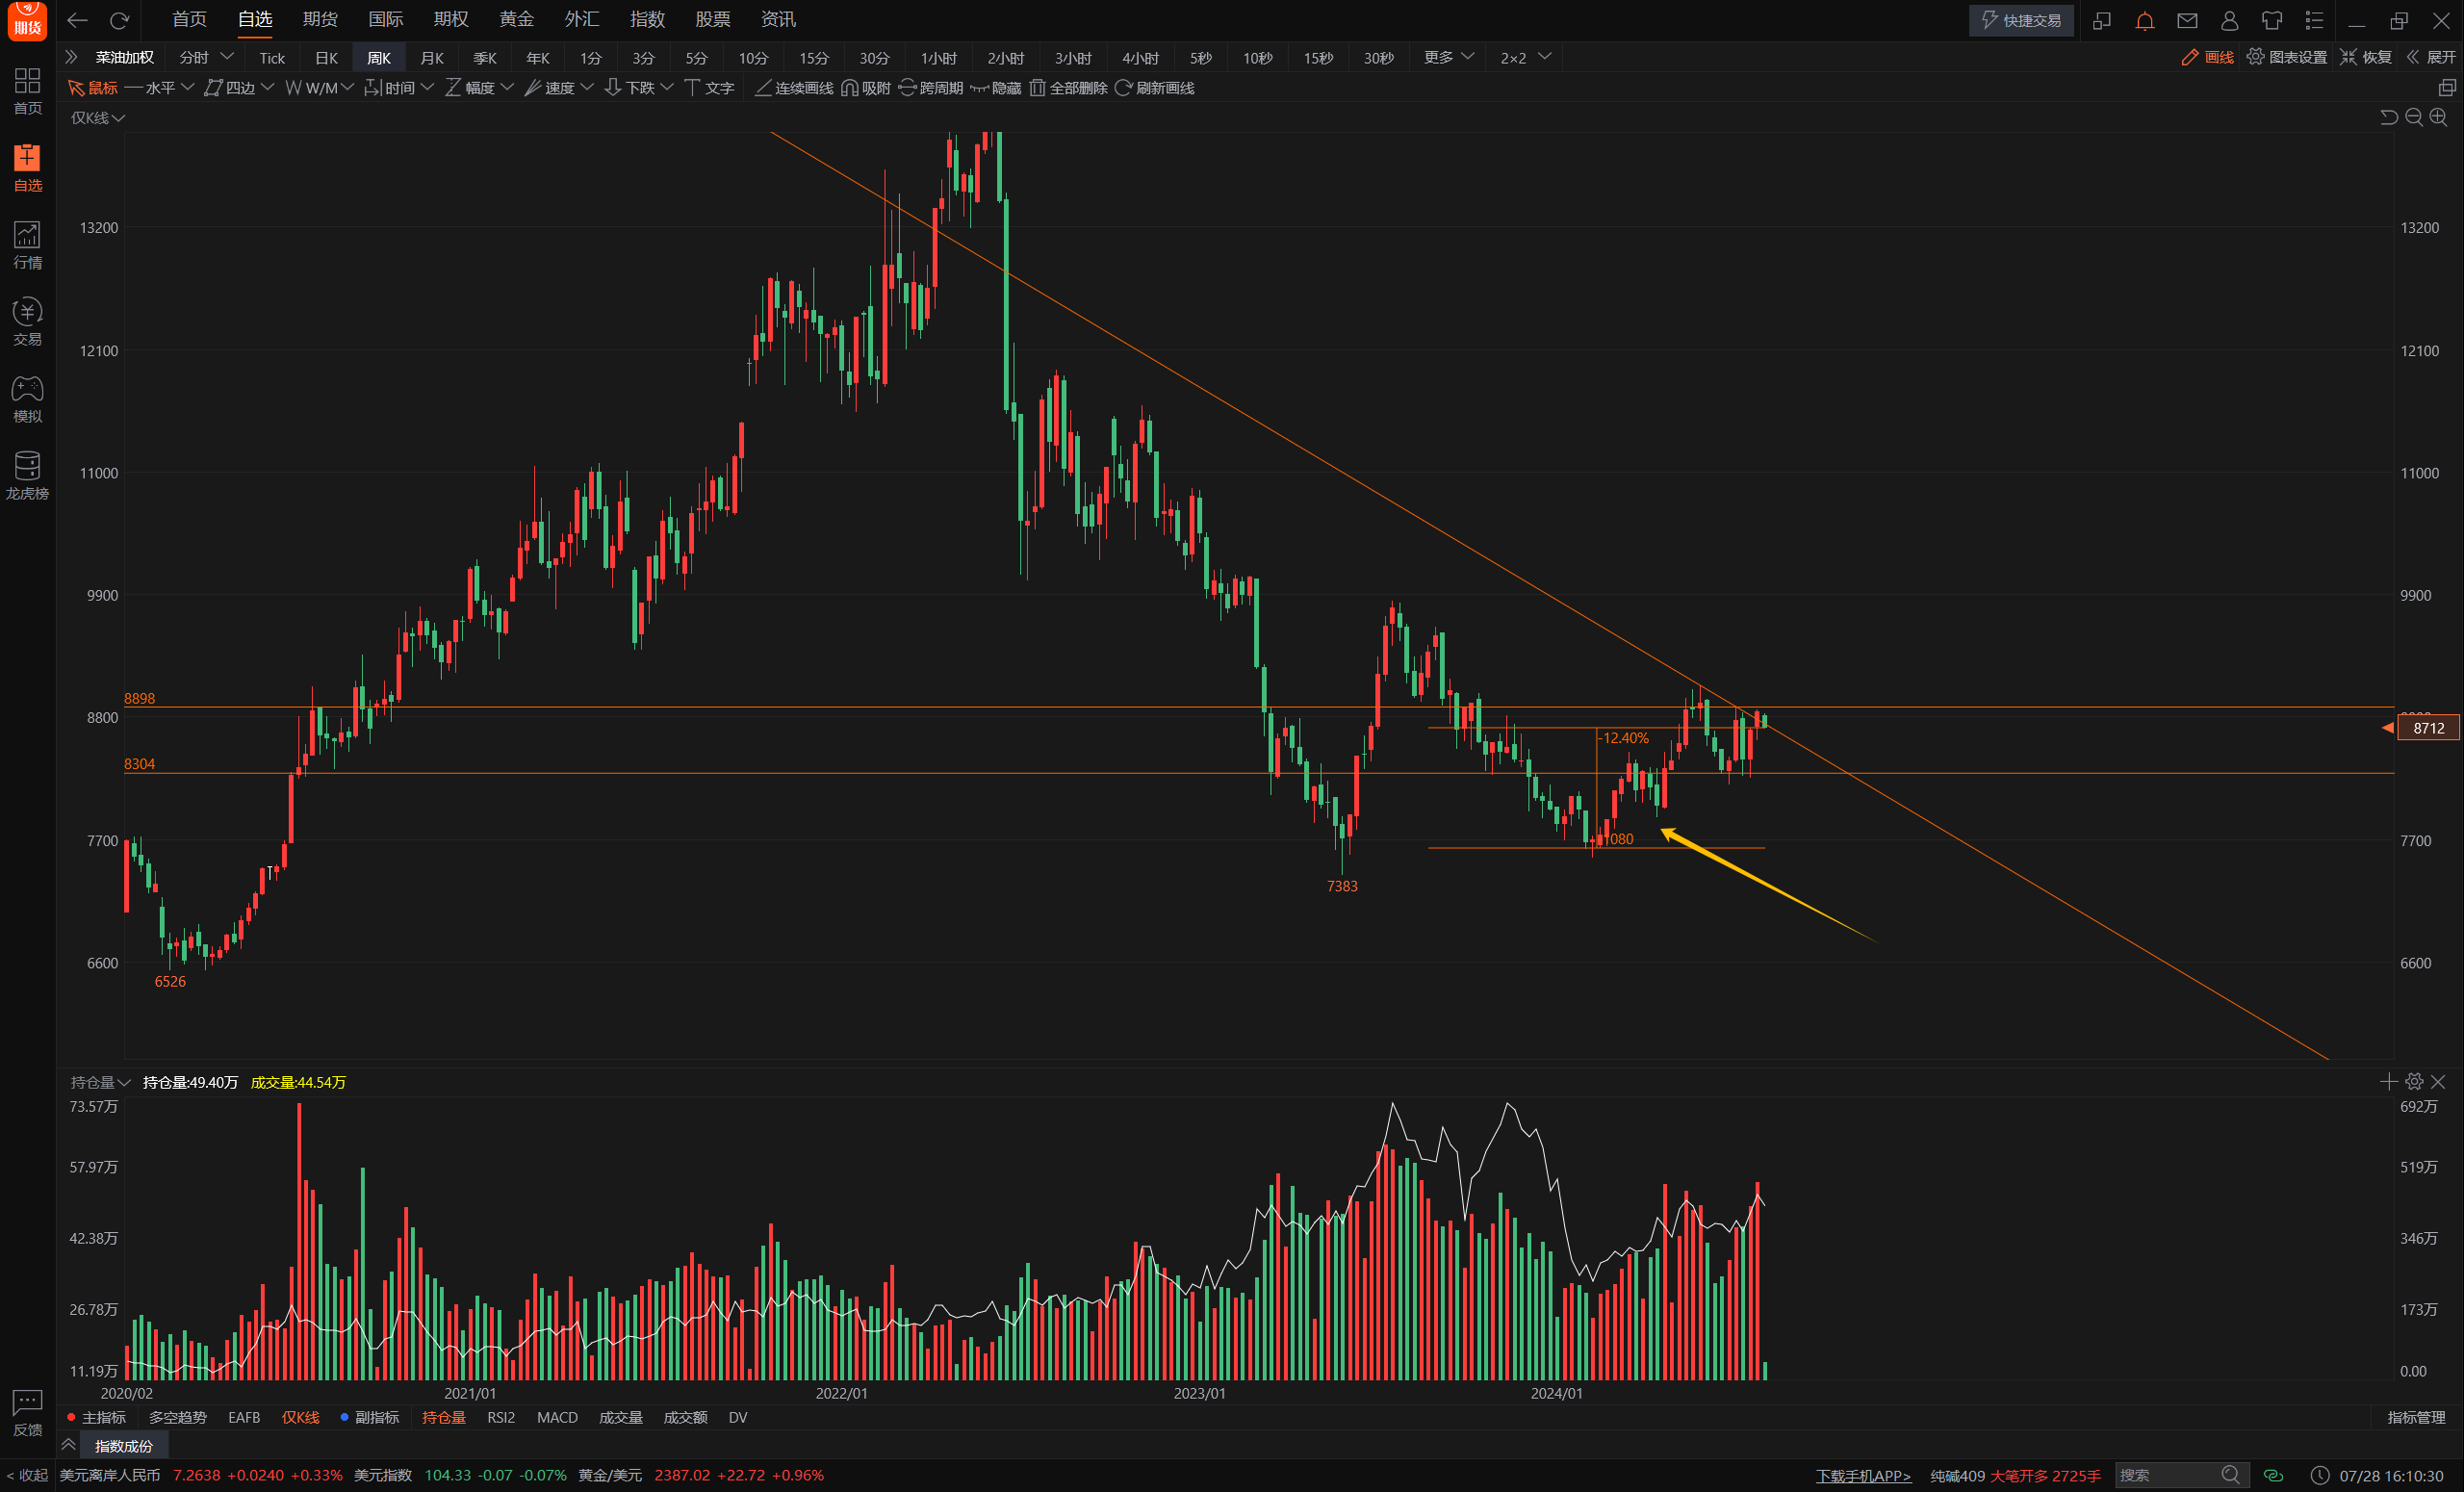 期货 首页 自选 期货 国际 期权 黄金 外汇 指数 股票 资讯 快捷交易
菜油加权 分时 Tick 日K 周K 月K 季K 年K 1分 3分 5分 10分 15分 30分 1小时 2小时 3小时 4小时 5秒 10秒 15秒 30秒 更多 2×2 画线 图表设置 恢复 展开
鼠标 水平 四边 W/M 时间 幅度 速度 下跌 文字 连续画线 吸附 跨周期 隐藏 全部删除 刷新画线
首页
自选
行情
交易
模拟
龙虎榜
反馈
仅K线
13200 13200
12100 12100
11000 11000
9900 9900
8898
8800
8712
-12.40%
8304
7700 1080 7700
7383
6600 6600
6526
持仓量 持仓量:49.40万 成交量:44.54万
73.57万 692万
57.97万 519万
42.38万 346万
26.78万 173万
11.19万 0.00
2020/02 2021/01 2022/01 2023/01 2024/01
主指标 多空趋势 EAFB 仅K线 副指标 持仓量 RSI2 MACD 成交量 成交额 DV 指标管理
指数成份
< 收起 美元离岸人民币 7.2638 +0.0240 +0.33% 美元指数 104.33 -0.07 -0.07% 黄金/美元 2387.02 +22.72 +0.96% 下载手机APP> 纯碱409 大笔开多 2725手 搜索 07/28 16:10:30